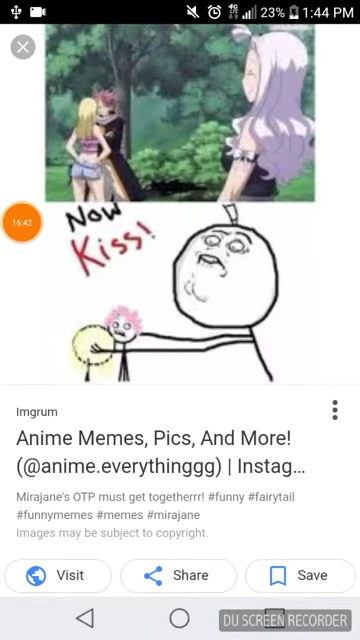 4G
23%
1:44 PM
16:42
Now
Kiss!
Imgrum
Anime Memes, Pics, And More!
(@anime.everythinggg) | Instag...
Mirajane's OTP must get togetherrr! #funny #fairytail
#funnymemes #memes #mirajane
Images may be subject to copyright.
Visit
Share
Save
DU SCREEN RECORDER